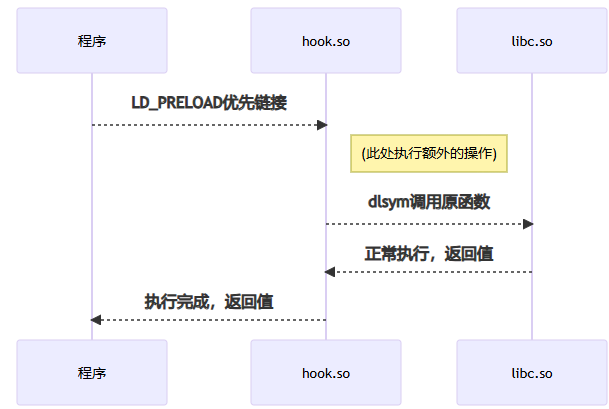 程序
hook.so
libc.so
LD_PRELOAD优先链接
(此处执行额外的操作)
dlsym调用原函数
正常执行，返回值
执行完成，返回值
程序
hook.so
libc.so